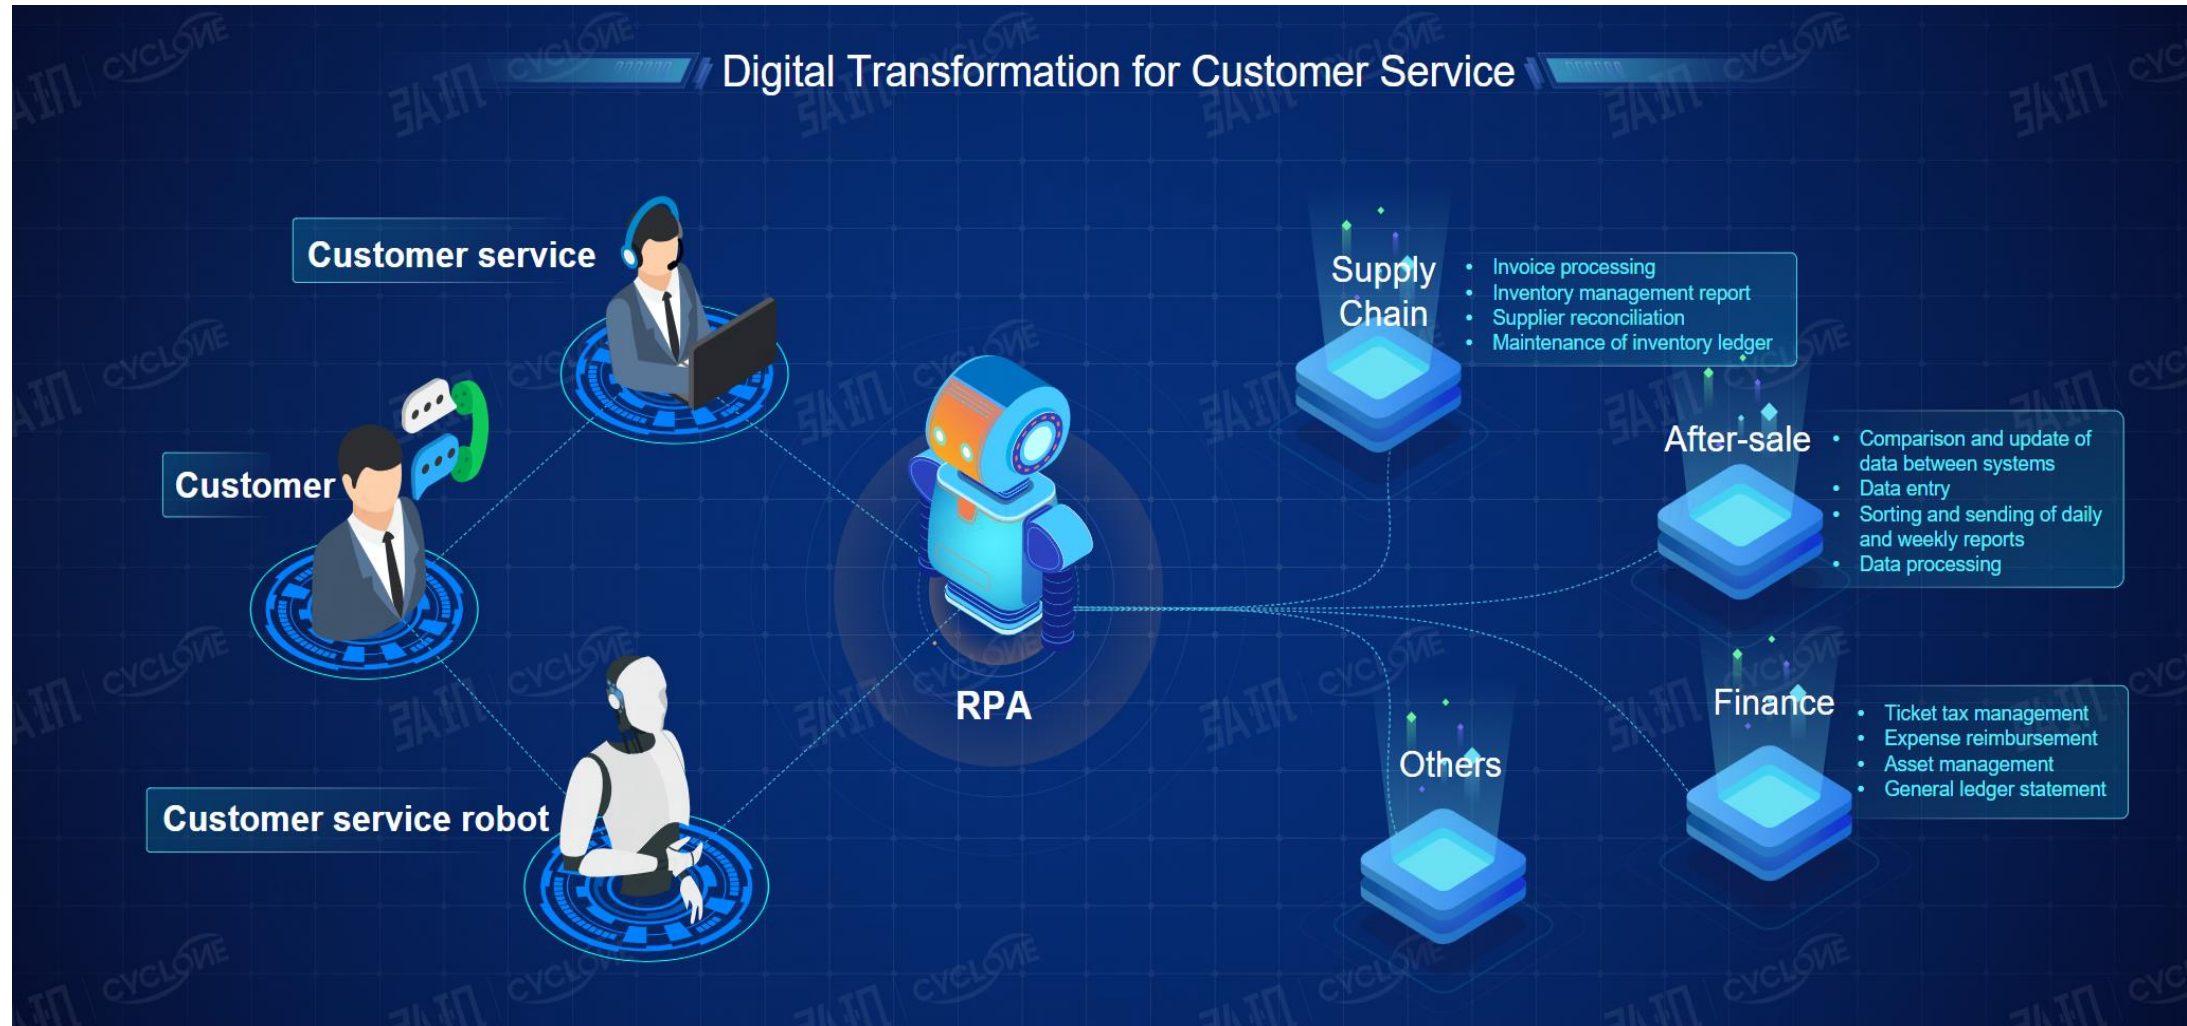 Digital Transformation for Customer Service
Customer service
Customer
Customer service robot
RPA
Supply
Chain
• Invoice processing
• Inventory management report
• Supplier reconciliation
• Maintenance of inventory ledger
After-sale
• Comparison and update of
data between systems
• Data entry
• Sorting and sending of daily
and weekly reports
• Data processing
Finance
• Ticket tax management
• Expense reimbursement
• Asset management
• General ledger statement
Others
CYCLONE